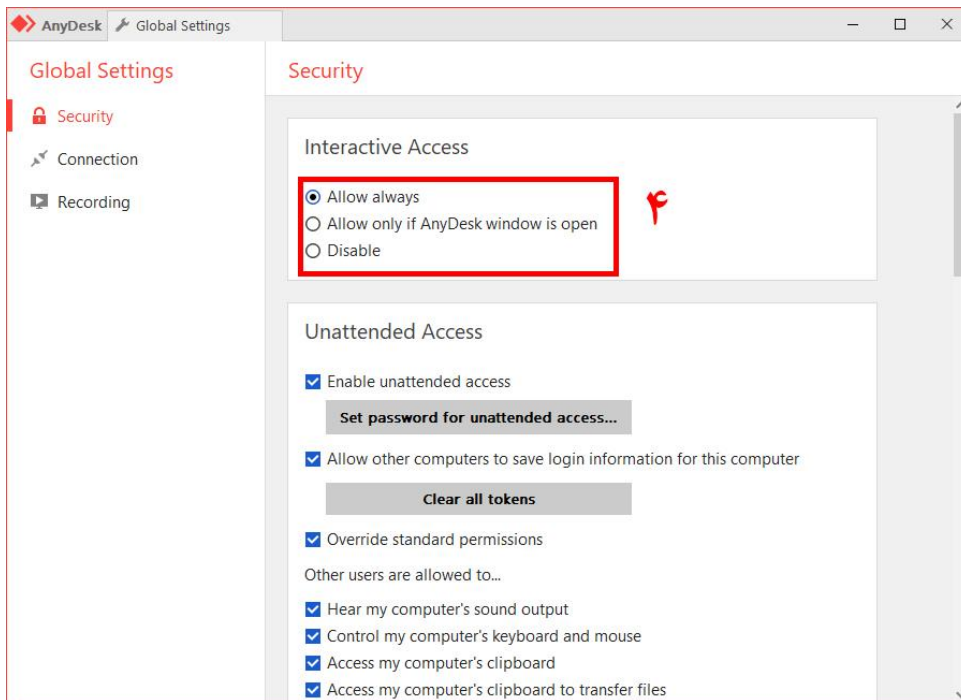 AnyDesk Global Settings
Global Settings
Security
Connection
Recording
Security
Interactive Access
Allow always
Allow only if AnyDesk window is open
Disable
۴
Unattended Access
Enable unattended access
Set password for unattended access...
Allow other computers to save login information for this computer
Clear all tokens
Override standard permissions
Other users are allowed to...
Hear my computer's sound output
Control my computer's keyboard and mouse
Access my computer's clipboard
Access my computer's clipboard to transfer files